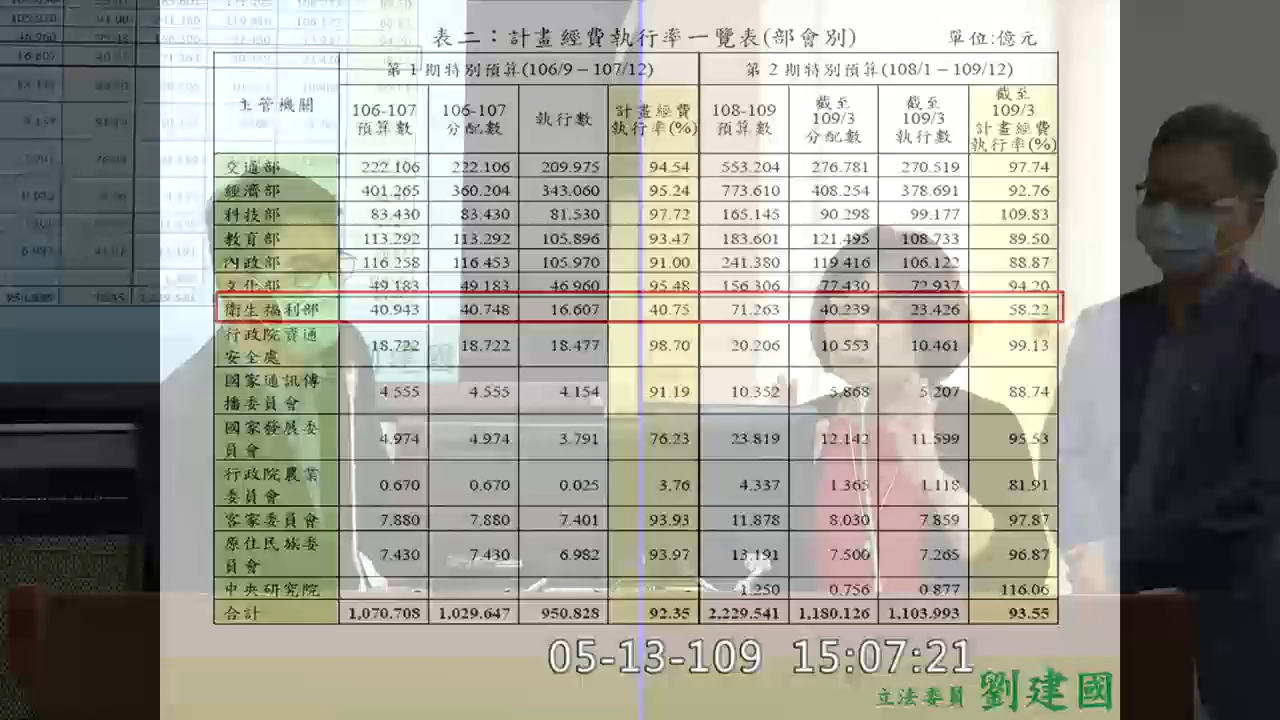 表二：計畫經費執行率一覽表(部會別) 單位:億元
主管機關 第1期特別預算(106/9－107/12) 第2期特別預算(108/1－109/12)
106-107預算數 106-107分配數 執行數 計畫經費執行率(%) 108-109預算數 截至109/3分配數 截至109/3執行數 截至109/3計畫經費執行率(%)
交通部 222.106 222.106 209.975 94.54 553.204 276.781 270.519 97.74
經濟部 401.265 360.204 343.060 95.24 773.610 408.254 378.691 92.76
科技部 83.430 83.430 81.530 97.72 165.145 90.298 99.177 109.83
教育部 113.292 113.292 105.896 93.47 183.601 121.495 108.733 89.50
內政部 116.258 116.453 105.970 91.00 241.380 119.416 106.122 88.87
文化部 49.183 49.183 46.960 95.48 156.306 77.430 72.937 94.20
衛生福利部 40.943 40.748 16.607 40.75 71.263 40.239 23.426 58.22
行政院資通安全處 18.722 18.722 18.477 98.70 20.206 10.553 10.461 99.13
國家通訊傳播委員會 4.555 4.555 4.154 91.19 10.352 5.868 5.207 88.74
國家發展委員會 4.974 4.974 3.791 76.23 23.819 12.142 11.599 95.53
行政院農業委員會 0.670 0.670 0.025 3.76 4.337 1.365 1.118 81.91
客家委員會 7.880 7.880 7.401 93.93 11.878 8.030 7.859 97.87
原住民族委員會 7.430 7.430 6.982 93.97 13.191 7.500 7.265 96.87
中央研究院 1.250 0.756 0.877 116.06
合計 1,070.708 1,029.647 950.828 92.35 2,229.541 1,180.126 1,103.993 93.55
05-13-109 15:07:21
立法委員 劉建國